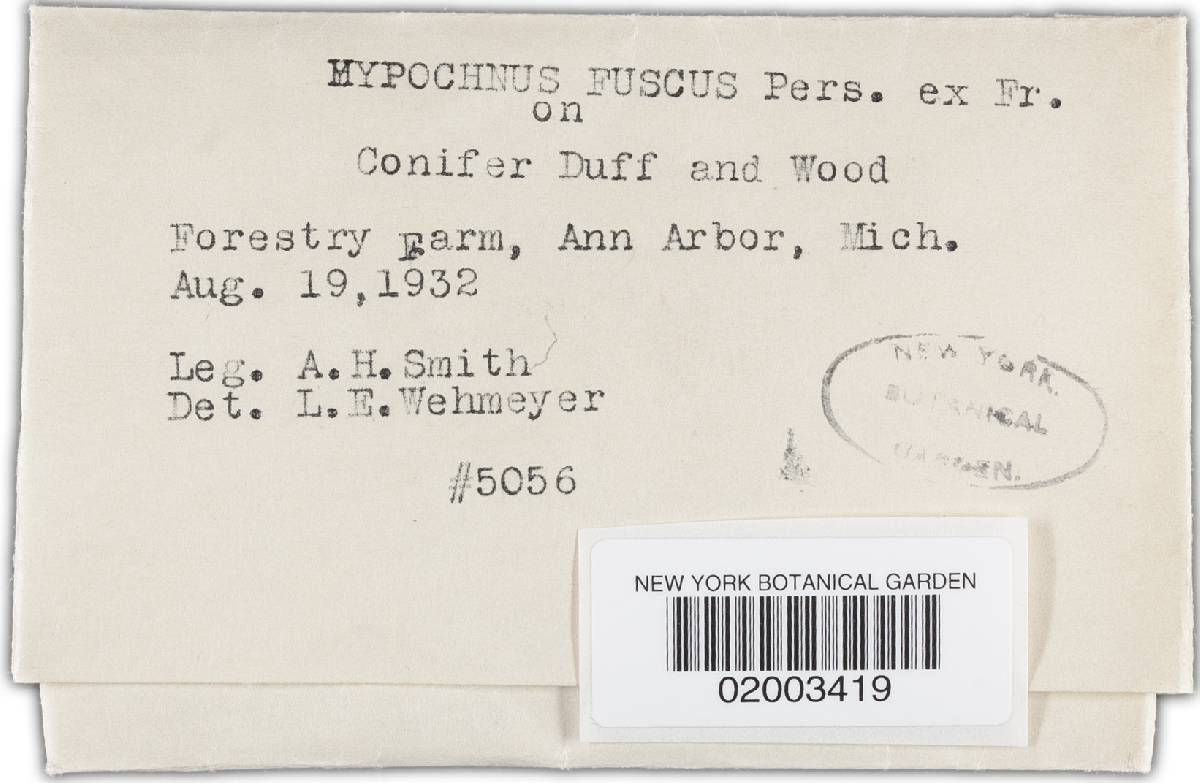 HYPOCHNUS FUSCUS Pers. ex Fr.
on
Conifer Duff and Wood
Forestry Farm, Ann Arbor, Mich.
Aug. 19,1932
Leg. A.H.Smith
Det. L.E.Wehmeyer
#5056
NEW YORK
BOTANICAL
GARDEN.
NEW YORK BOTANICAL GARDEN
02003419